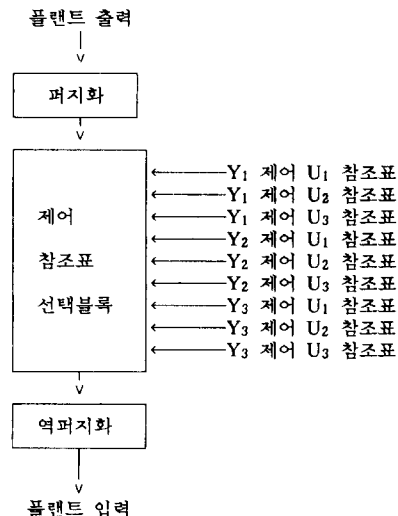 플랜트 출력
퍼지화
Y₁ 제어 U₁ 참조표
Y₁ 제어 U₂ 참조표
Y₁ 제어 U₃ 참조표
Y₂ 제어 U₁ 참조표
Y₂ 제어 U₂ 참조표
Y₂ 제어 U₃ 참조표
Y₃ 제어 U₁ 참조표
Y₃ 제어 U₂ 참조표
Y₃ 제어 U₃ 참조표
제어
참조표
선택블록
역퍼지화
플랜트 입력